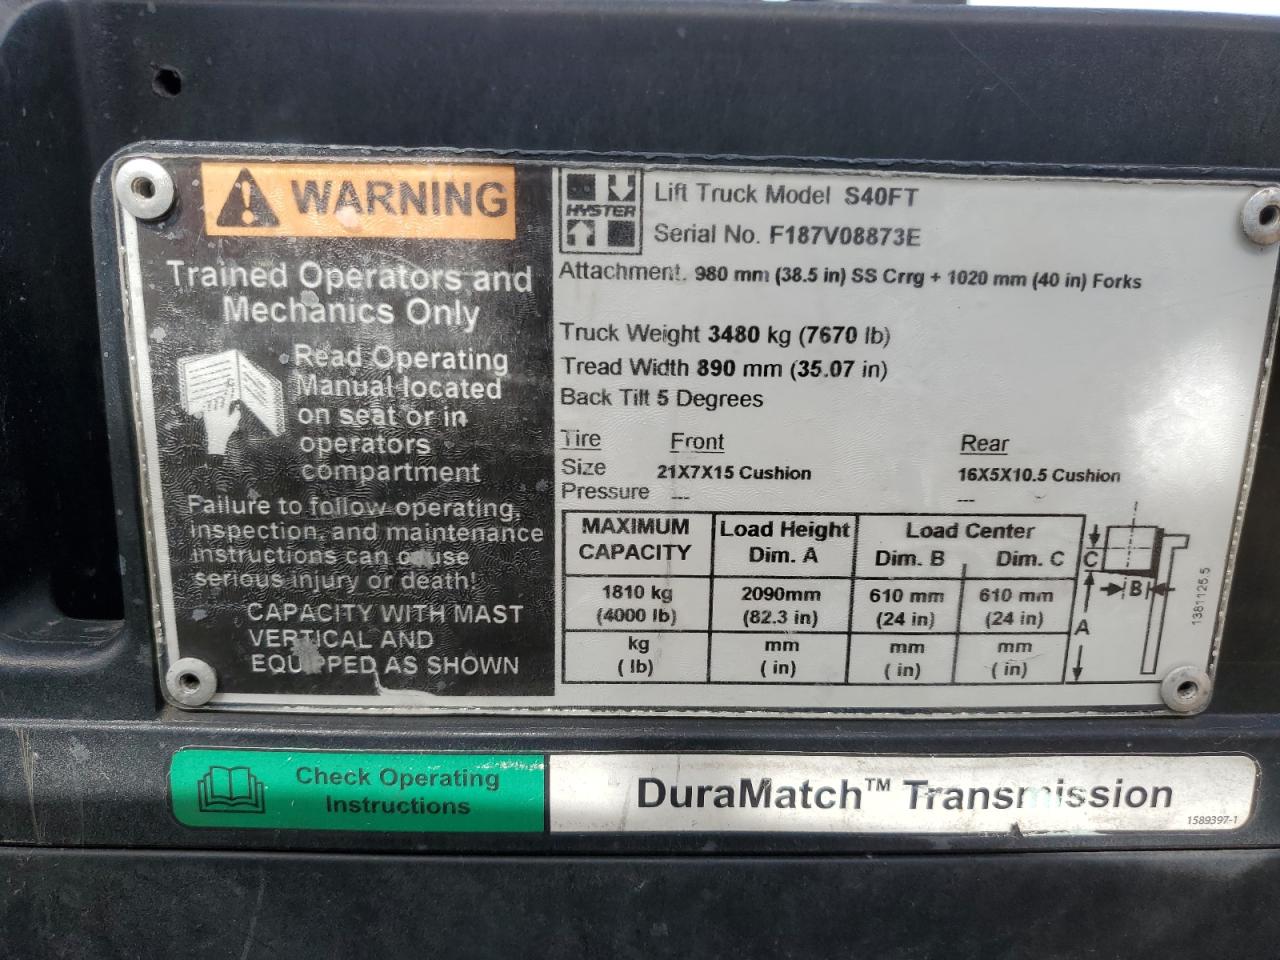 WARNING
Trained Operators and
Mechanics Only
Read Operating
Manual located
on seat or in
operators
compartment
Failure to follow operating,
inspection, and maintenance
instructions can cause
serious injury or death!
CAPACITY WITH MAST
VERTICAL AND
EQUIPPED AS SHOWN
HYSTER
Lift Truck Model S40FT
Serial No. F187V08873E
Attachment. 980 mm (38.5 in) SS Crrg + 1020 mm (40 in) Forks
Truck Weight 3480 kg (7670 lb)
Tread Width 890 mm (35.07 in)
Back Tilt 5 Degrees
Tire Front Rear
Size 21X7X15 Cushion 16X5X10.5 Cushion
Pressure --- ---
MAXIMUM CAPACITY Load Height Dim. A Load Center Dim. B Dim. C
1810 kg 2090mm 610 mm 610 mm
(4000 lb) (82.3 in) (24 in) (24 in)
kg mm mm mm
( lb) ( in) ( in) ( in)
C
B
A
1381126.5
Check Operating
Instructions
DuraMatch™ Transmission
1589397-1